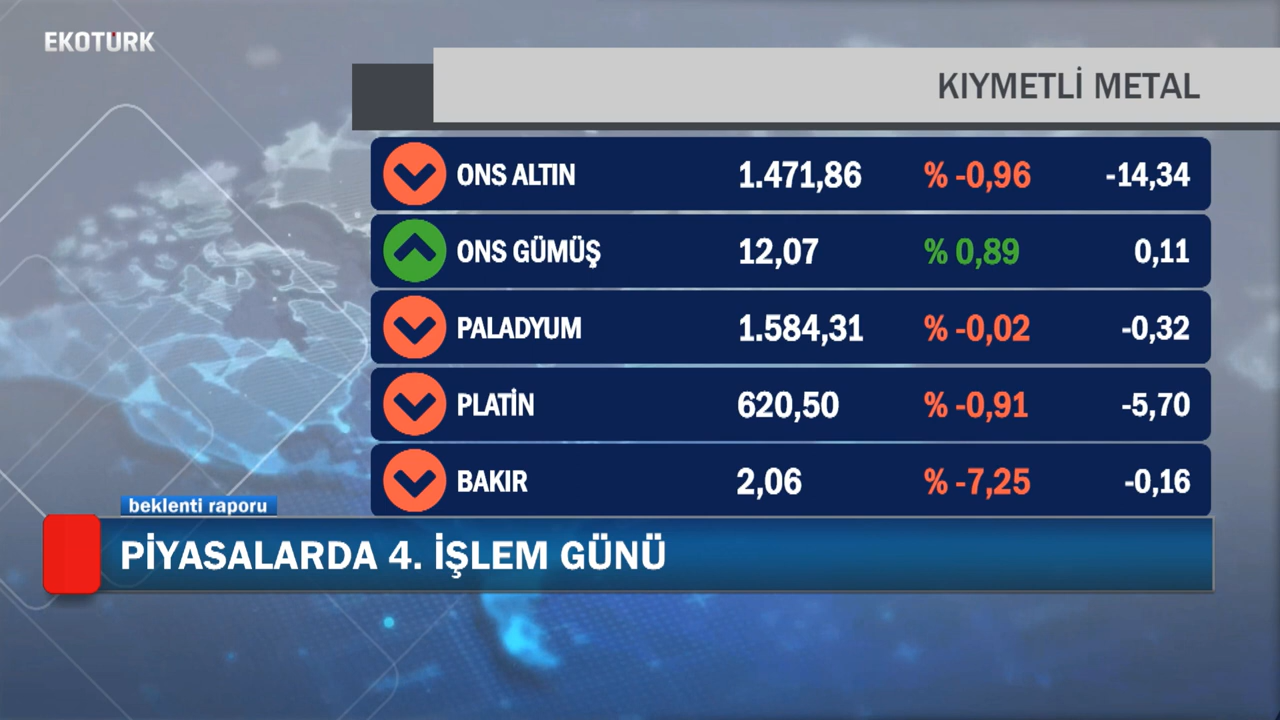 EKOTÜRK
KIYMETLİ METAL
ONS ALTIN 1.471,86 % -0,96 -14,34
ONS GÜMÜŞ 12,07 % 0,89 0,11
PALADYUM 1.584,31 % -0,02 -0,32
PLATİN 620,50 % -0,91 -5,70
BAKIR 2,06 % -7,25 -0,16
beklenti raporu
PİYASALARDA 4. İŞLEM GÜNÜ